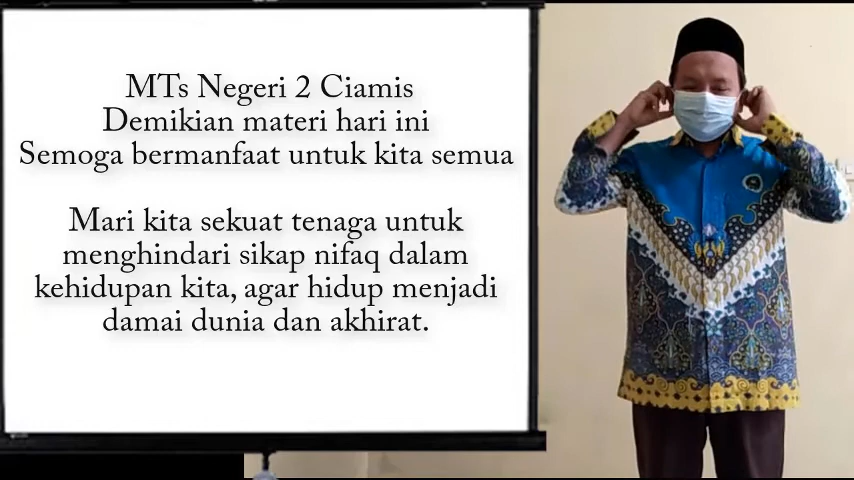 MTs Negeri 2 Ciamis
Demikian materi hari ini
Semoga bermanfaat untuk kita semua
Mari kita sekuat tenaga untuk
menghindari sikap nifaq dalam
kehidupan kita, agar hidup menjadi
damai dunia dan akhirat.